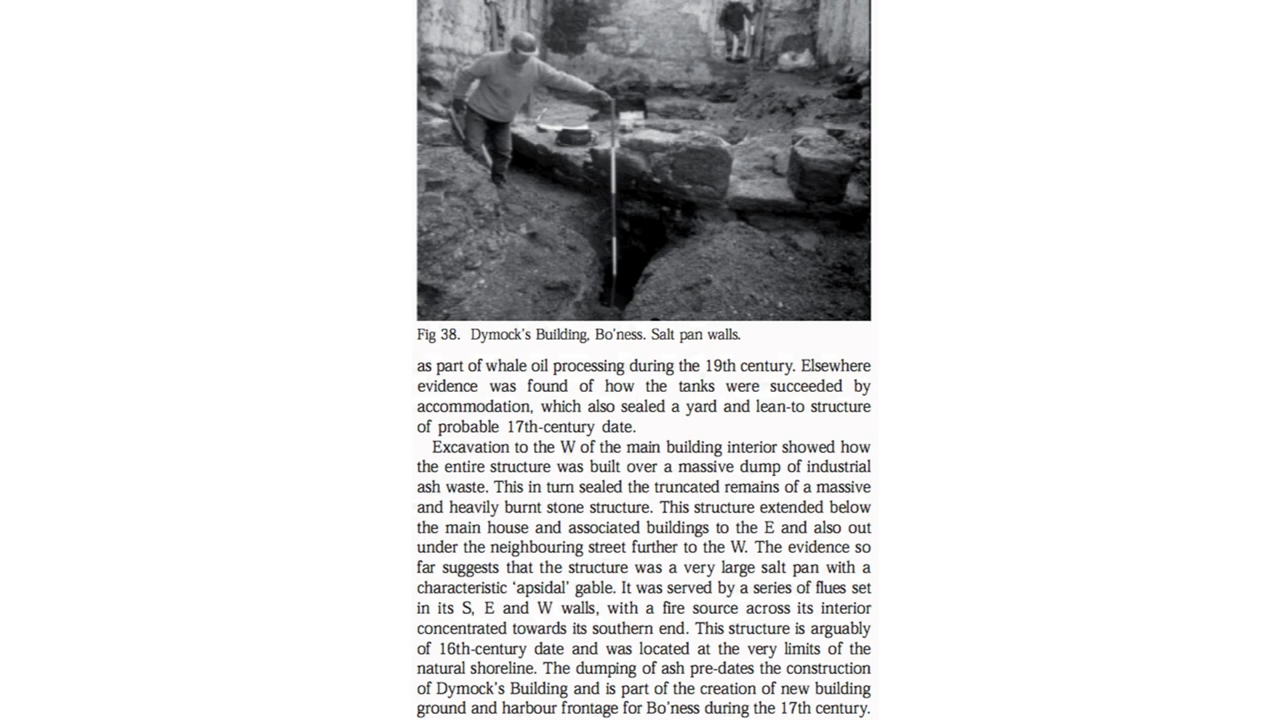 Fig 38. Dymock's Building, Bo'ness. Salt pan walls.
as part of whale oil processing during the 19th century. Elsewhere
evidence was found of how the tanks were succeeded by
accommodation, which also sealed a yard and lean-to structure
of probable 17th-century date.
Excavation to the W of the main building interior showed how
the entire structure was built over a massive dump of industrial
ash waste. This in turn sealed the truncated remains of a massive
and heavily burnt stone structure. This structure extended below
the main house and associated buildings to the E and also out
under the neighbouring street further to the W. The evidence so
far suggests that the structure was a very large salt pan with a
characteristic ‘apsidal’ gable. It was served by a series of flues set
in its S, E and W walls, with a fire source across its interior
concentrated towards its southern end. This structure is arguably
of 16th-century date and was located at the very limits of the
natural shoreline. The dumping of ash pre-dates the construction
of Dymock's Building and is part of the creation of new building
ground and harbour frontage for Bo'ness during the 17th century.